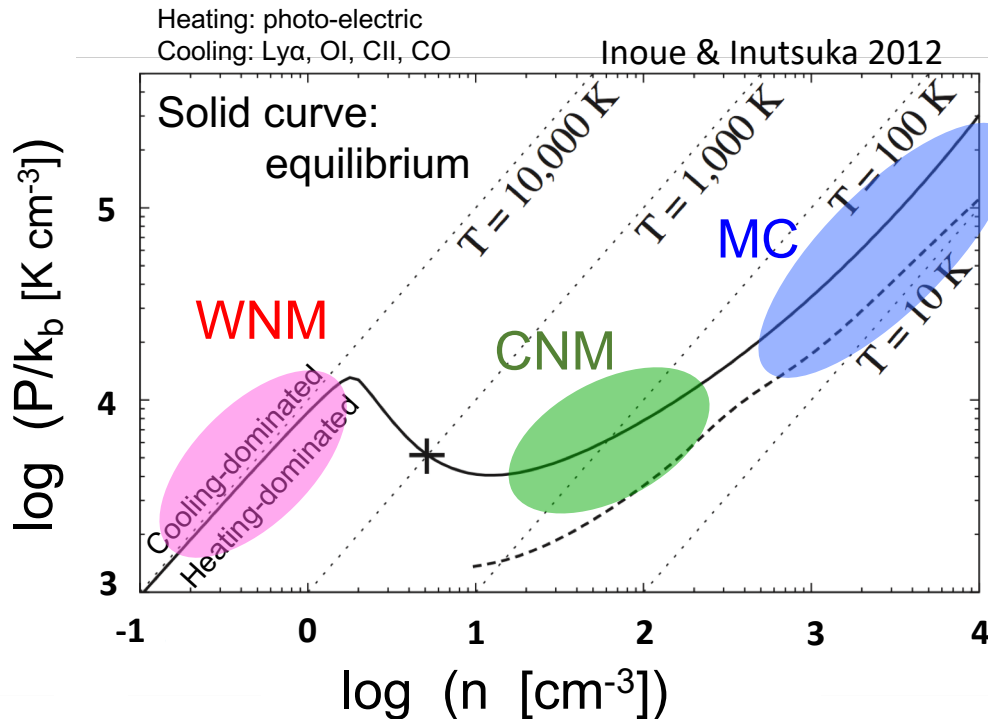 Heating: photo-electric
Cooling: Lyα, OI, CII, CO
Inoue & Inutsuka 2012
Solid curve:
equilibrium
T = 10,000 K
T = 1,000 K
T = 100 K
T = 10 K
WNM
CNM
MC
Cooling-dominated
Heating-dominated
log (P/k_b [K cm^-3])
5
4
3
-1
0
1
2
3
4
log (n [cm^-3])